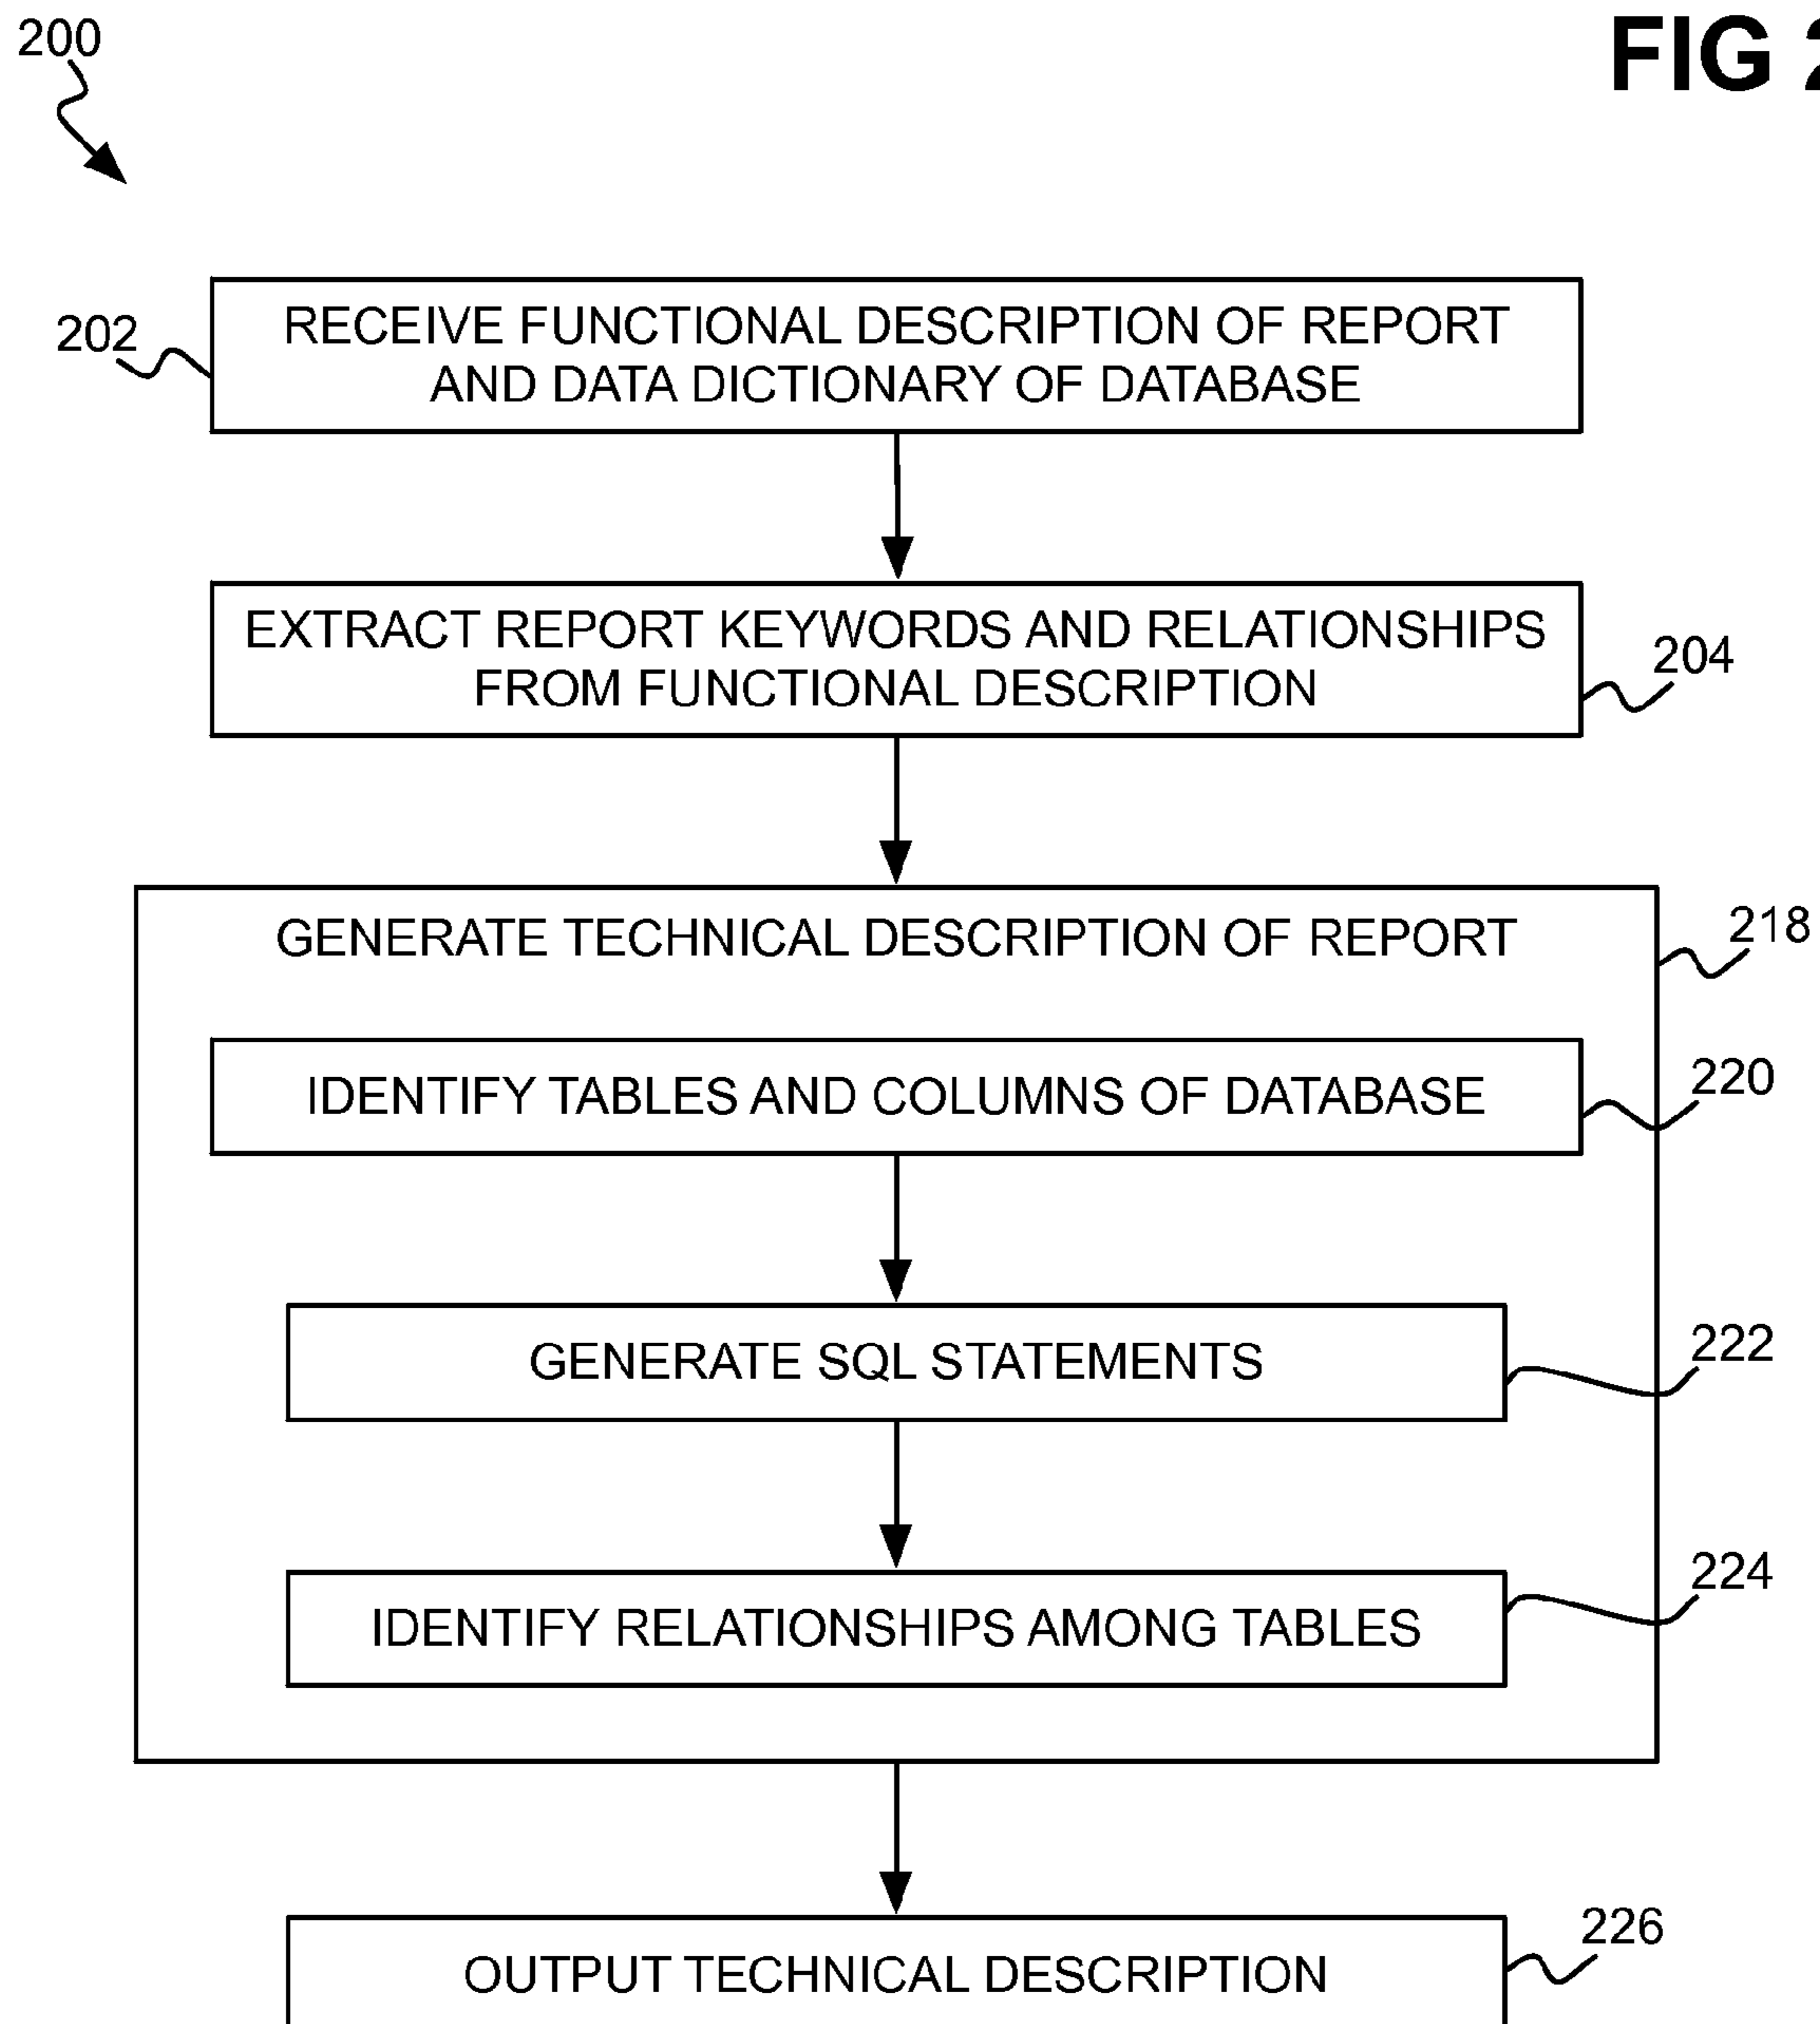 200
FIG 2
202
RECEIVE FUNCTIONAL DESCRIPTION OF REPORT
AND DATA DICTIONARY OF DATABASE
EXTRACT REPORT KEYWORDS AND RELATIONSHIPS
FROM FUNCTIONAL DESCRIPTION
204
GENERATE TECHNICAL DESCRIPTION OF REPORT
218
IDENTIFY TABLES AND COLUMNS OF DATABASE
220
GENERATE SQL STATEMENTS
222
IDENTIFY RELATIONSHIPS AMONG TABLES
224
OUTPUT TECHNICAL DESCRIPTION
226